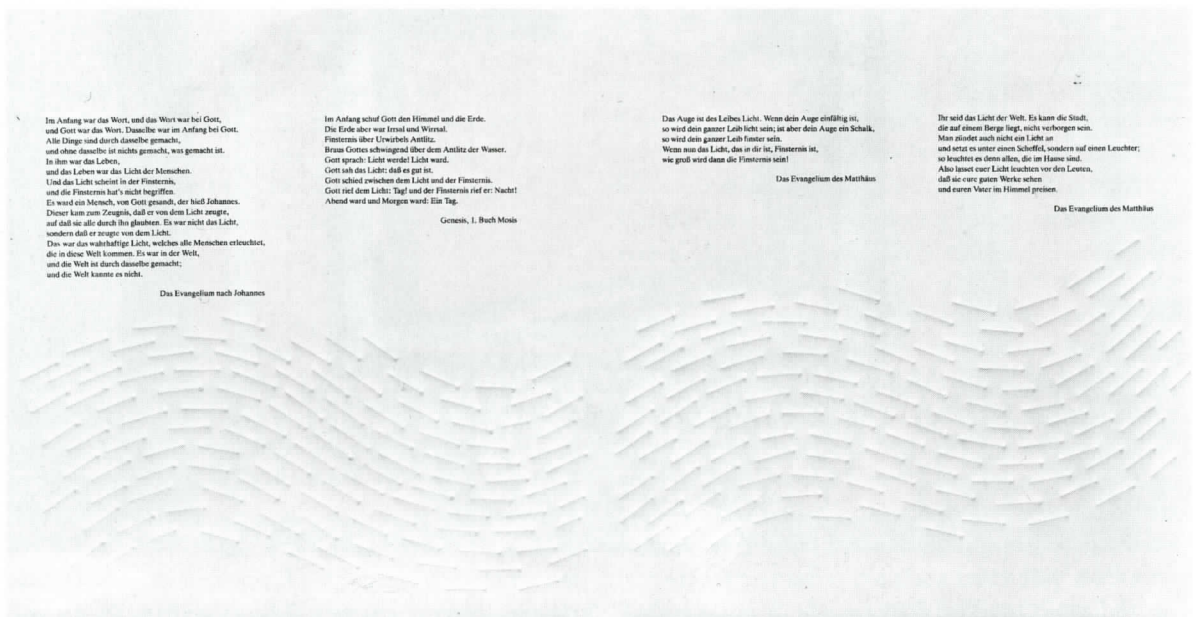 Im Anfang war das Wort, und das Wort war bei Gott,
und Gott war das Wort. Dasselbe war im Anfang bei Gott.
Alle Dinge sind durch dasselbe gemacht,
und ohne dasselbe ist nichts gemacht, was gemacht ist.
In ihm war das Leben,
und das Leben war das Licht der Menschen.
Und das Licht scheint in der Finsternis,
und die Finsternis hat's nicht begriffen.
Es ward ein Mensch, von Gott gesandt, der hieß Johannes.
Dieser kam zum Zeugnis, daß er von dem Licht zeugte,
auf daß sie alle durch ihn glaubten. Es war nicht das Licht,
sondern daß er zeugte von dem Licht.
Das war das wahrhaftige Licht, welches alle Menschen erleuchtet,
die in diese Welt kommen. Es war in der Welt,
und die Welt ist durch dasselbe gemacht;
und die Welt kannte es nicht.
Das Evangelium nach Johannes
Im Anfang schuf Gott den Himmel und die Erde.
Die Erde aber war Irrsal und Wirrsal.
Finsternis über Urwirbels Antlitz.
Braus Gottes schwingend über dem Antlitz der Wasser.
Gott sprach: Licht werde! Licht ward.
Gott sah das Licht: daß es gut ist.
Gott schied zwischen dem Licht und der Finsternis.
Gott rief dem Licht: Tag! und der Finsternis rief er: Nacht!
Abend ward und Morgen ward: Ein Tag.
Genesis, 1. Buch Mosis
Das Auge ist des Leibes Licht. Wenn dein Auge einfältig ist,
so wird dein ganzer Leib licht sein; ist aber dein Auge ein Schalk,
so wird dein ganzer Leib finster sein.
Wenn nun das Licht, das in dir ist, Finsternis ist,
wie groß wird dann die Finsternis sein!
Das Evangelium des Matthäus
Ihr seid das Licht der Welt. Es kann die Stadt,
die auf einem Berge liegt, nicht verborgen sein.
Man zündet auch nicht ein Licht an
und setzt es unter einen Scheffel, sondern auf einen Leuchter;
so leuchtet es denn allen, die im Hause sind.
Also lasset euer Licht leuchten vor den Leuten,
daß sie eure guten Werke sehen
und euren Vater im Himmel preisen.
Das Evangelium des Matthäus